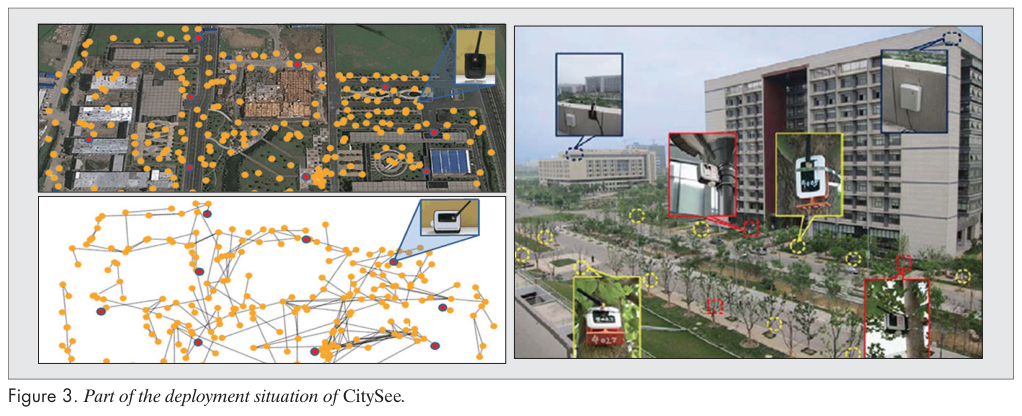 Figure 3. Part of the deployment situation of CitySee.